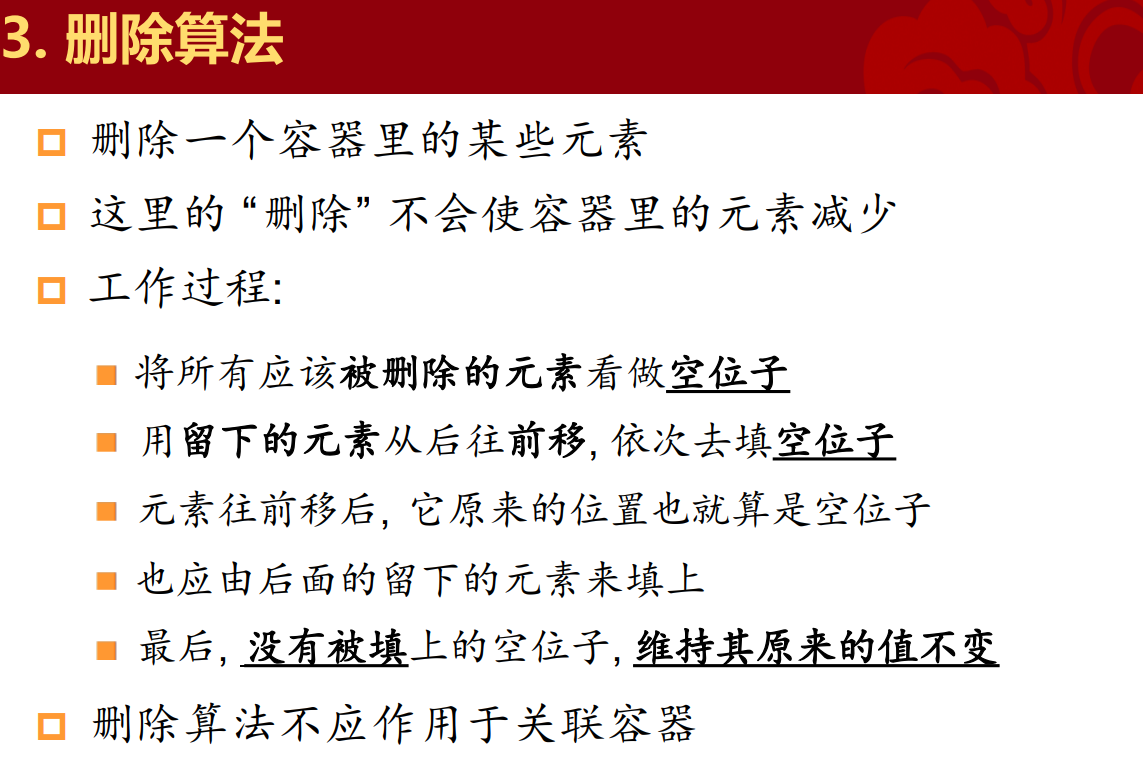 3. 删除算法
删除一个容器里的某些元素
这里的 “删除” 不会使容器里的元素减少
工作过程:
将所有应该被删除的元素看做空位子
用留下的元素从后往前移, 依次去填空位子
元素往前移后, 它原来的位置也就算是空位子
也应由后面的留下的元素来填上
最后, 没有被填上的空位子, 维持其原来的值不变
删除算法不应作用于关联容器